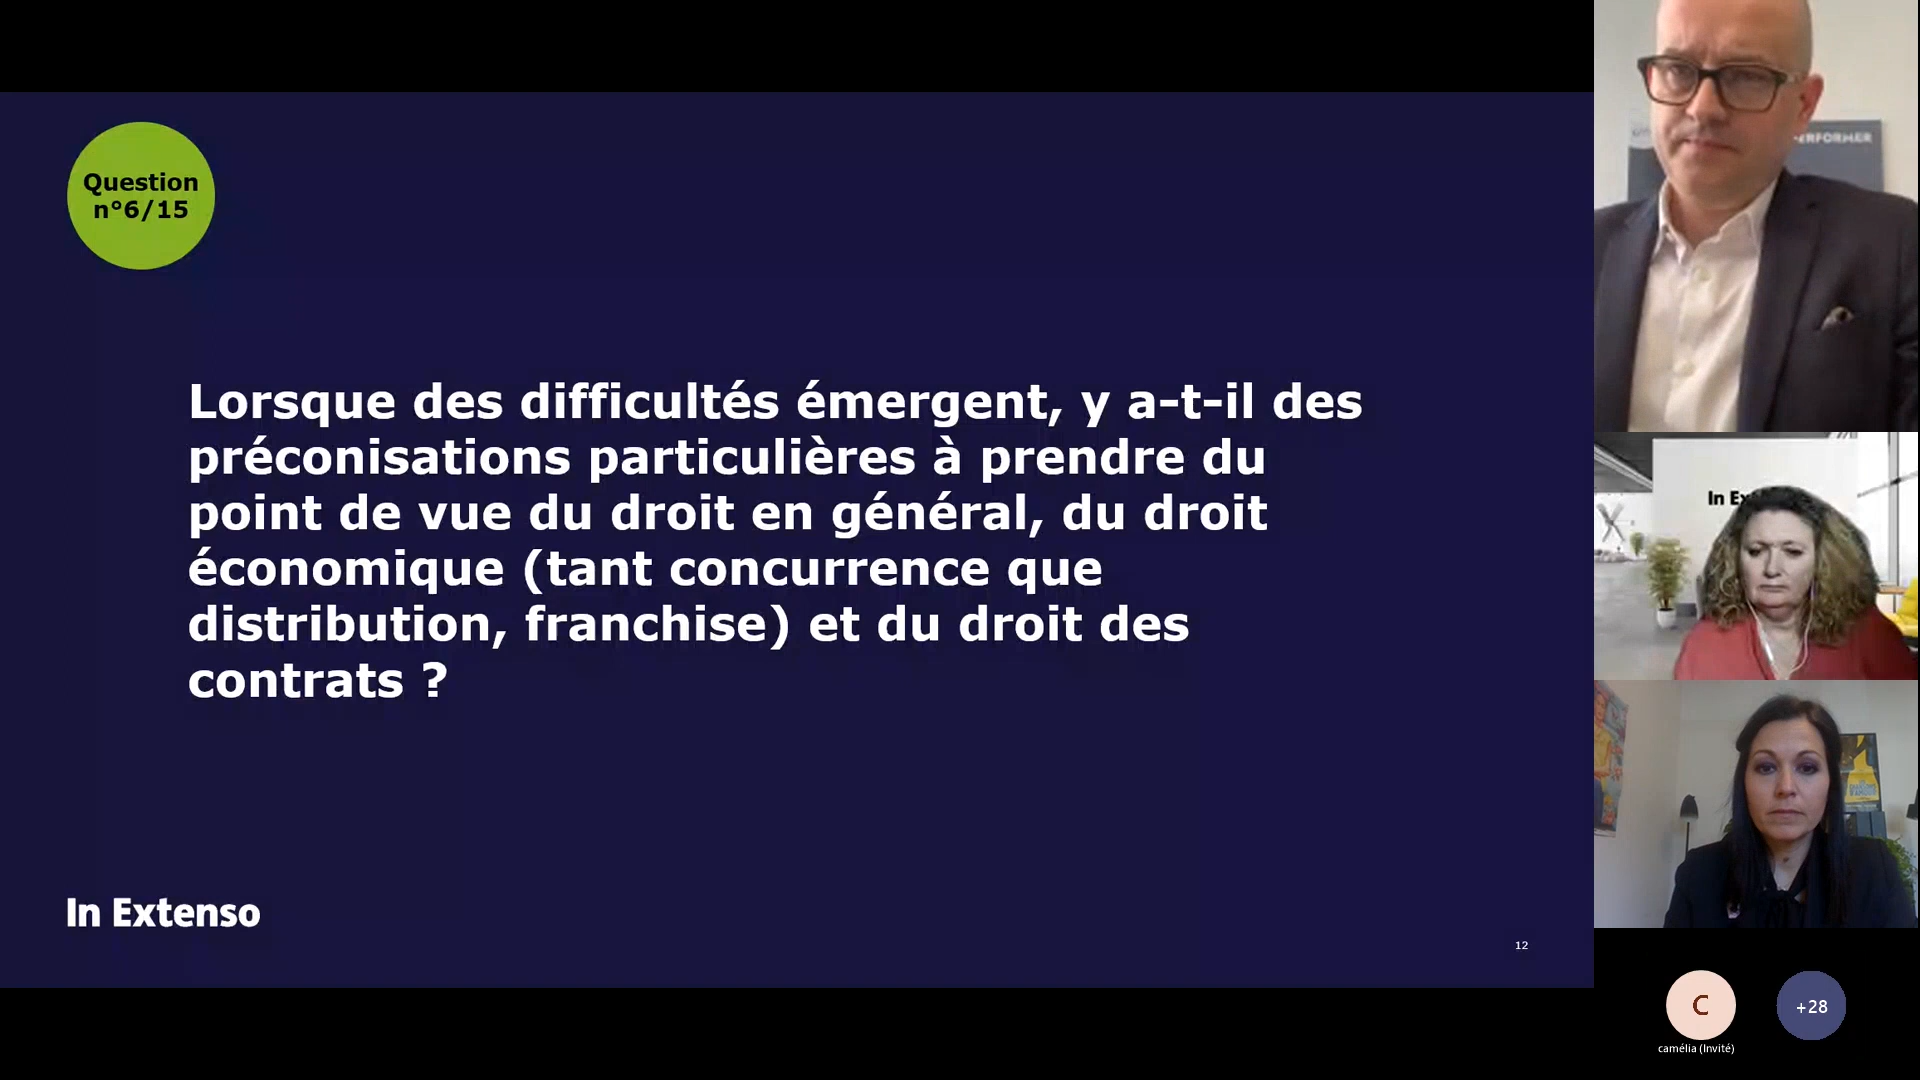 Question
n°6/15
Lorsque des difficultés émergent, y a-t-il des
préconisations particulières à prendre du
point de vue du droit en général, du droit
économique (tant concurrence que
distribution, franchise) et du droit des
contrats ?
In Extenso
12
ERFORMER
In Ex
C
camélia (Invité)
+28